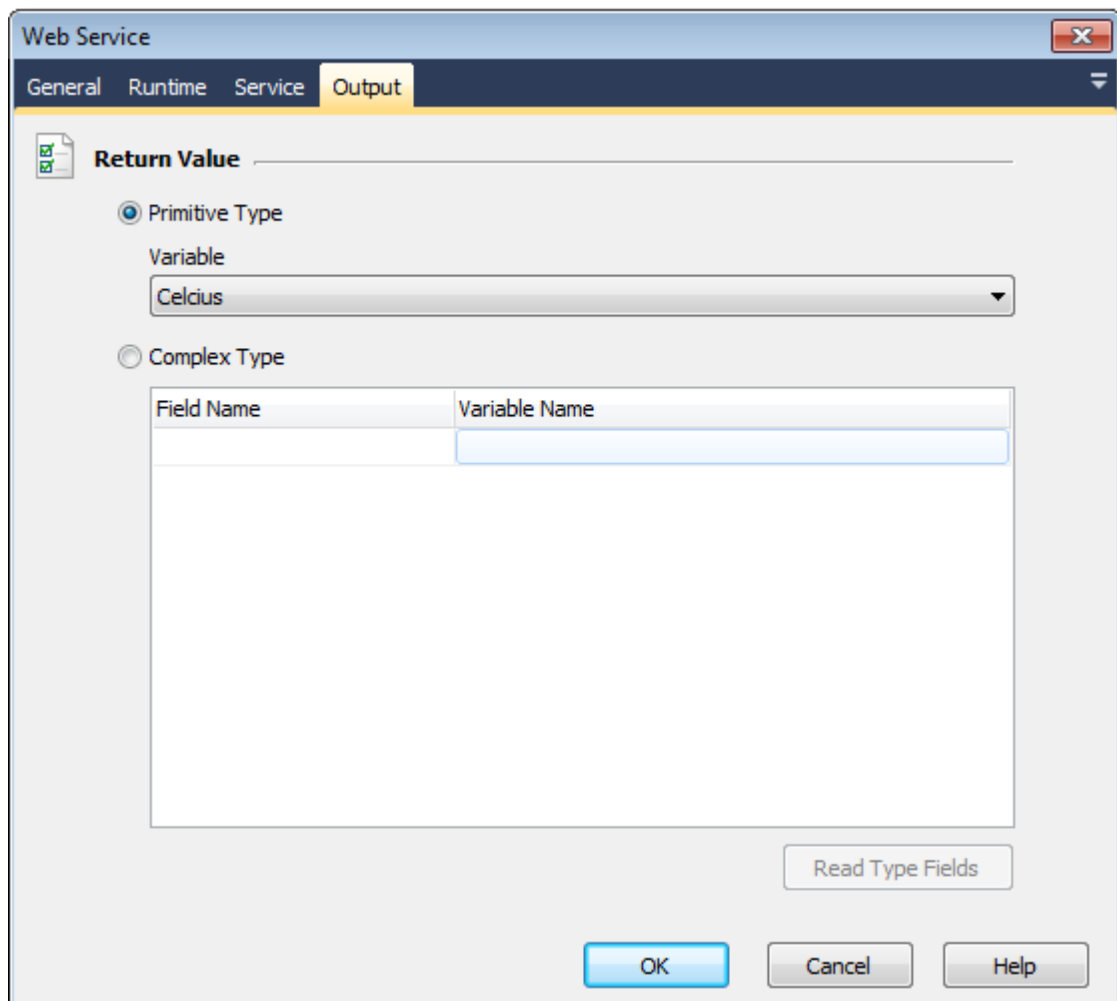 Web Service
General Runtime Service Output
Return Value
Primitive Type
Variable
Celcius
Complex Type
Field Name Variable Name
Read Type Fields
OK Cancel Help